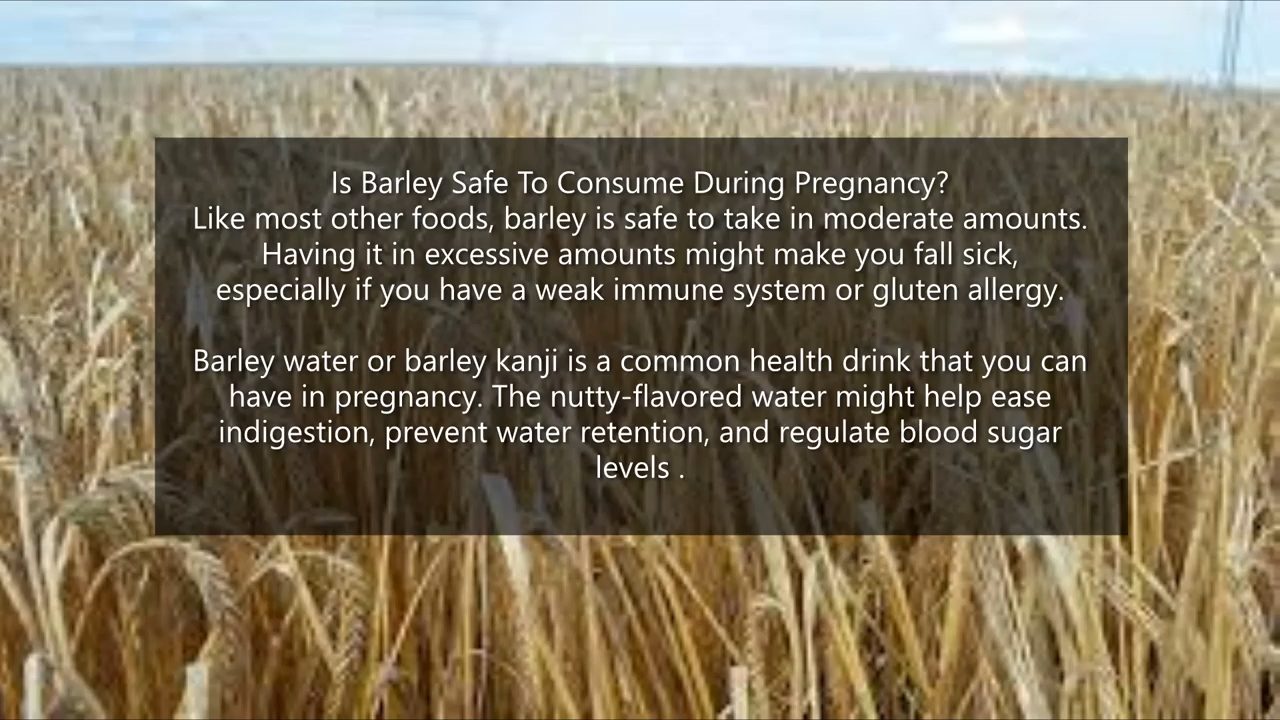 Is Barley Safe To Consume During Pregnancy?
Like most other foods, barley is safe to take in moderate amounts.
Having it in excessive amounts might make you fall sick,
especially if you have a weak immune system or gluten allergy.
Barley water or barley kanji is a common health drink that you can
have in pregnancy. The nutty-flavored water might help ease
indigestion, prevent water retention, and regulate blood sugar
levels .